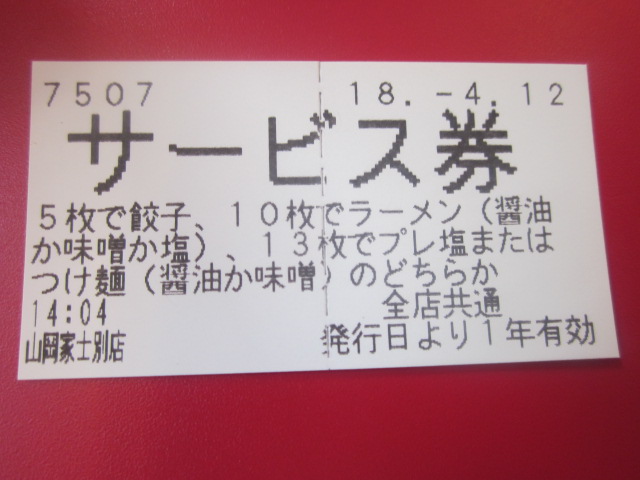 7507 18.-4.12
サービス券
5枚で餃子、10枚でラーメン（醤油
か味噌か塩）、13枚でプレ塩または
つけ麺（醤油か味噌）のどちらか
14:04 全店共通
山岡家士別店 発行日より1年有効